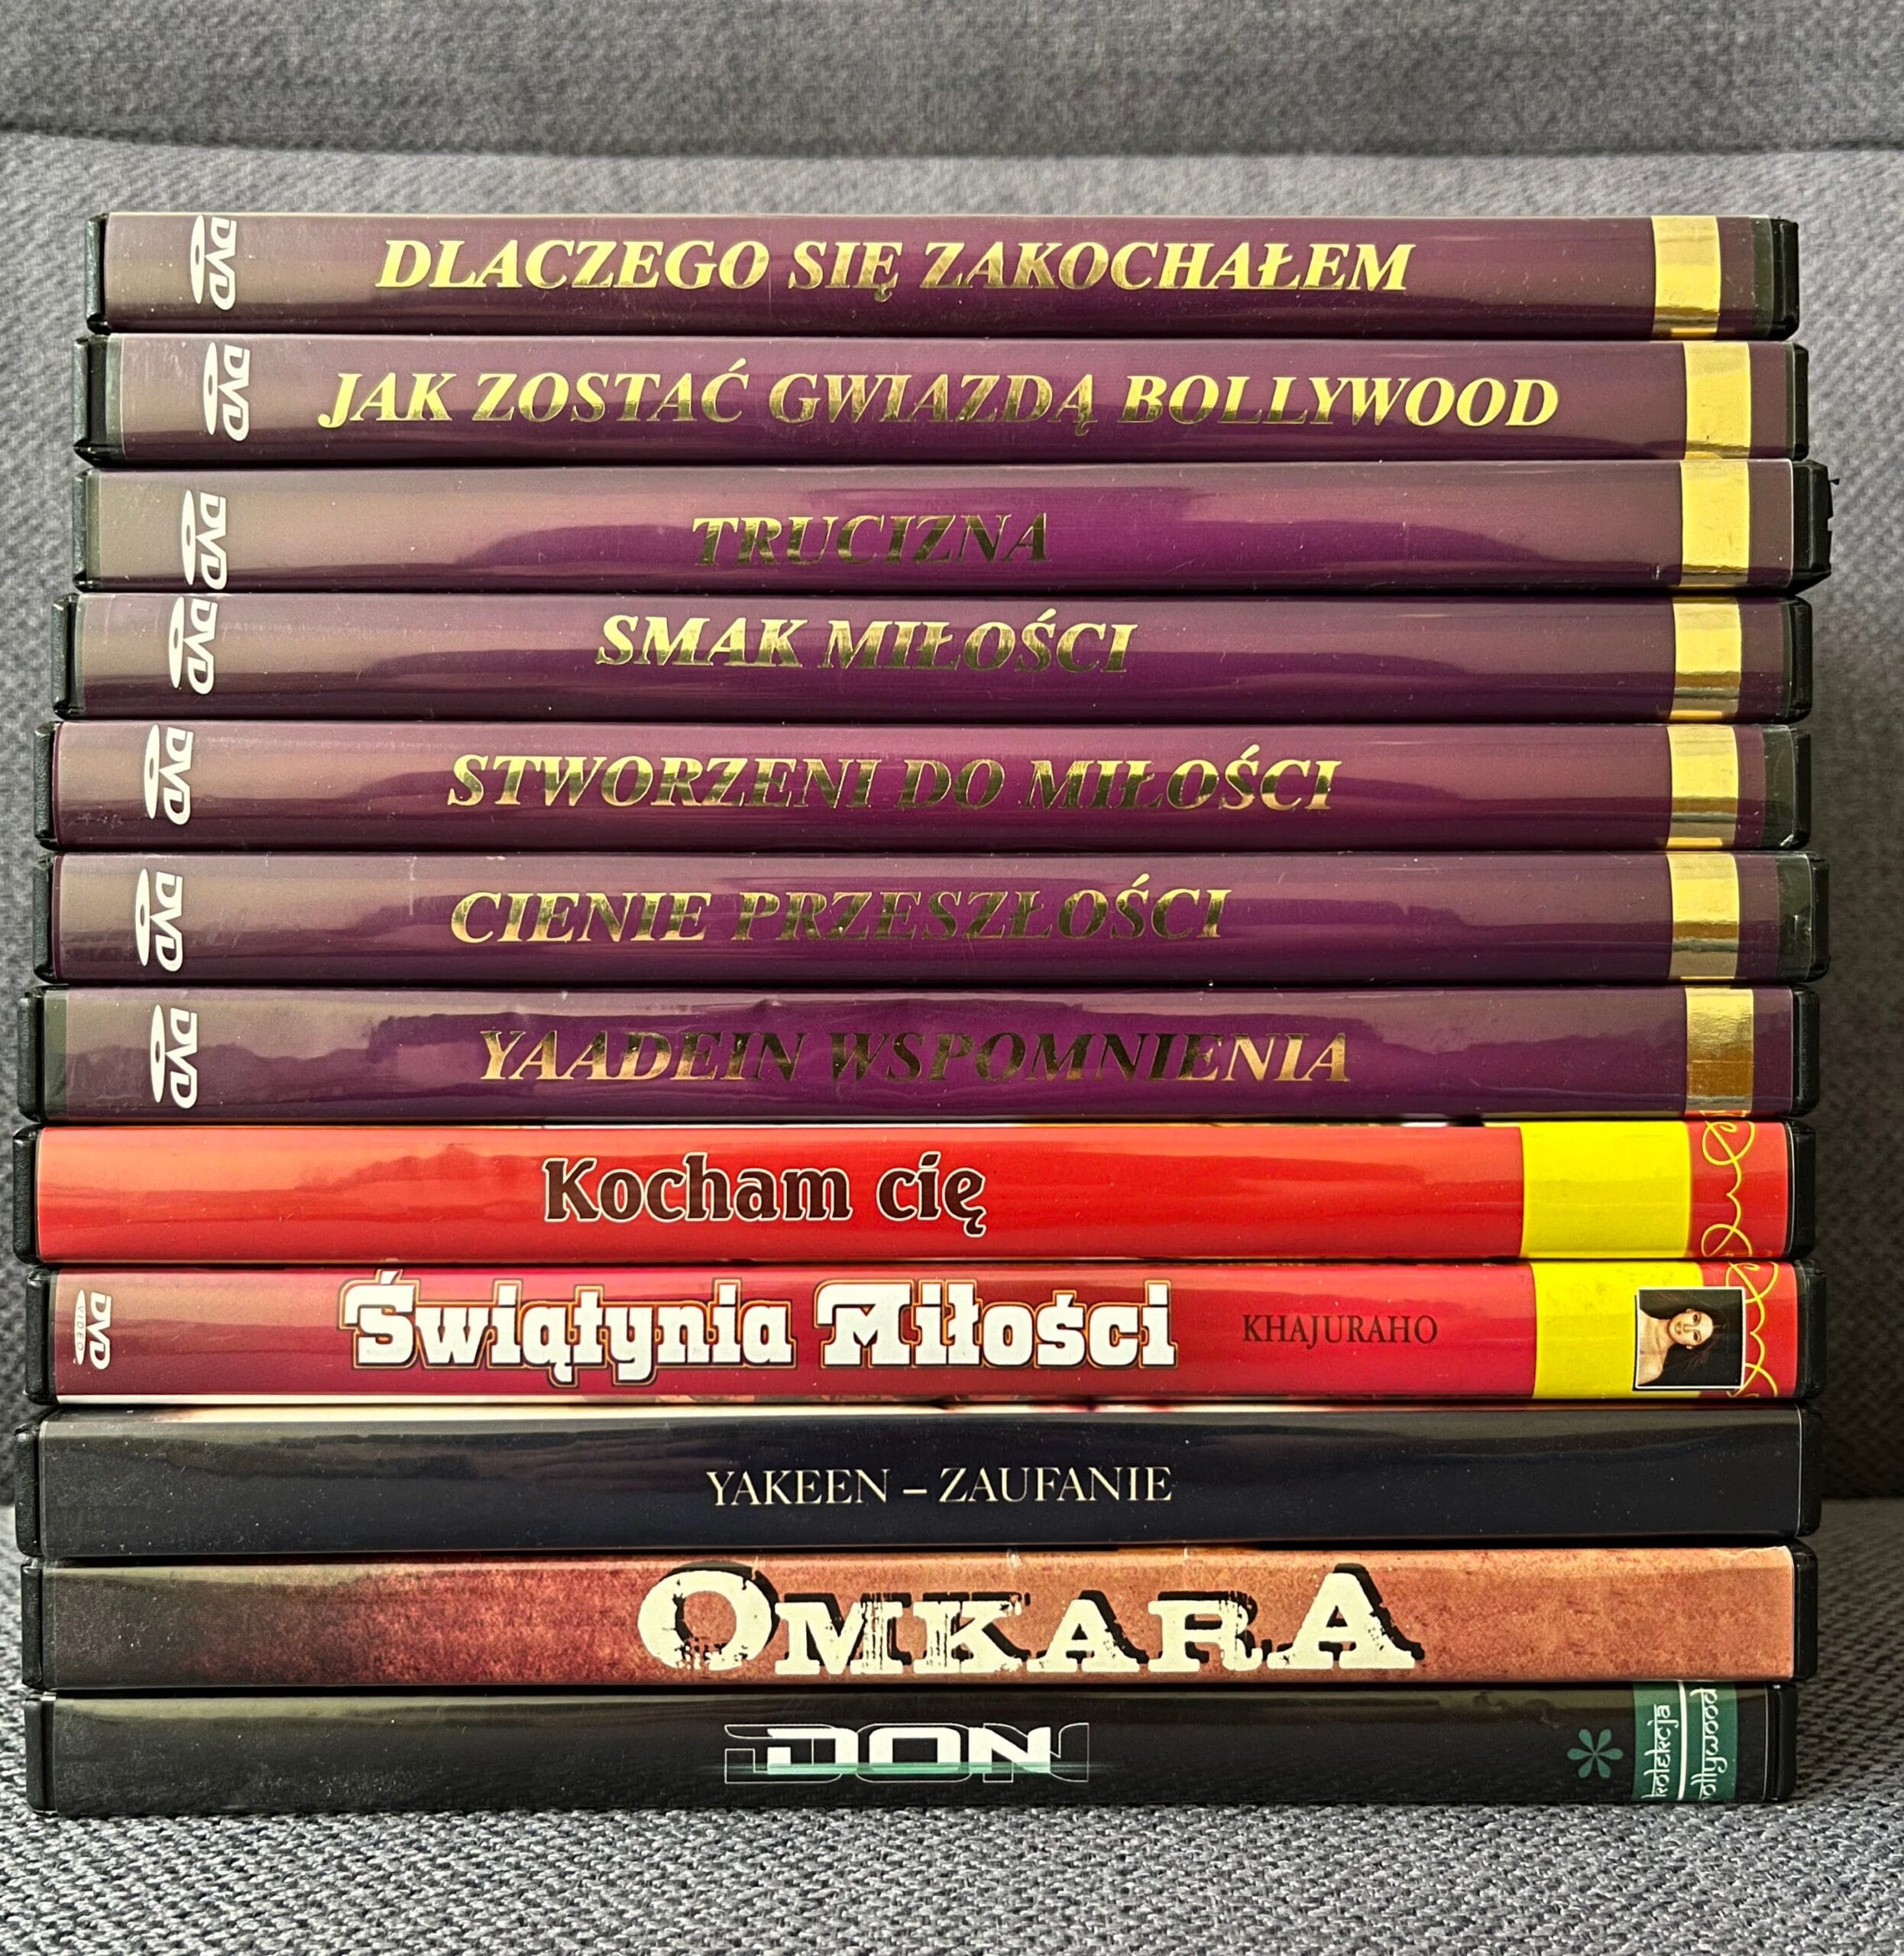 DVD DLACZEGO SIĘ ZAKOCHAŁEM
DVD JAK ZOSTAĆ GWIAZDĄ BOLLYWOOD
DVD TRUCIZNA
DVD SMAK MIŁOŚCI
DVD STWORZENI DO MIŁOŚCI
DVD CIENIE PRZESZŁOŚCI
DVD YAADEIN WSPOMNIENIA
Kocham cię
DVD VIDEO Świątynia Miłości KHAJURAHO
YAKEEN – ZAUFANIE
OMKARA
DON kolekcja bollywood